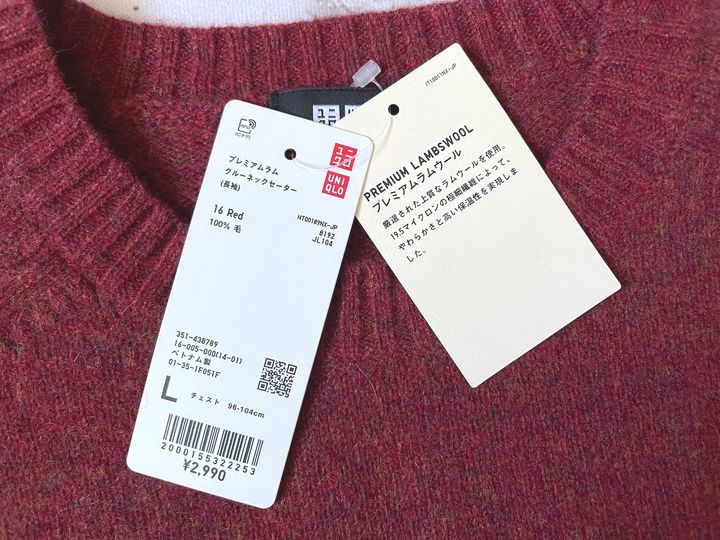 プレミアムラム
クルーネックセーター
(長袖)
ユニ
クロ
UNI
QLO
16 Red
100% 毛
HT00189NX-JP
8192
JL104
351-438789
16-005-000(14-01)
ベトナム製
01-35-1F051F
L チェスト 96-104cm
2000155322253
¥2,990
IT10011NX-JP
PREMIUM LAMBSWOOL
プレミアムラムウール
厳選された上質なラムウールを使用。
19.5マイクロンの極細繊維によって、
やわらかさと高い保温性を実現しま
した。